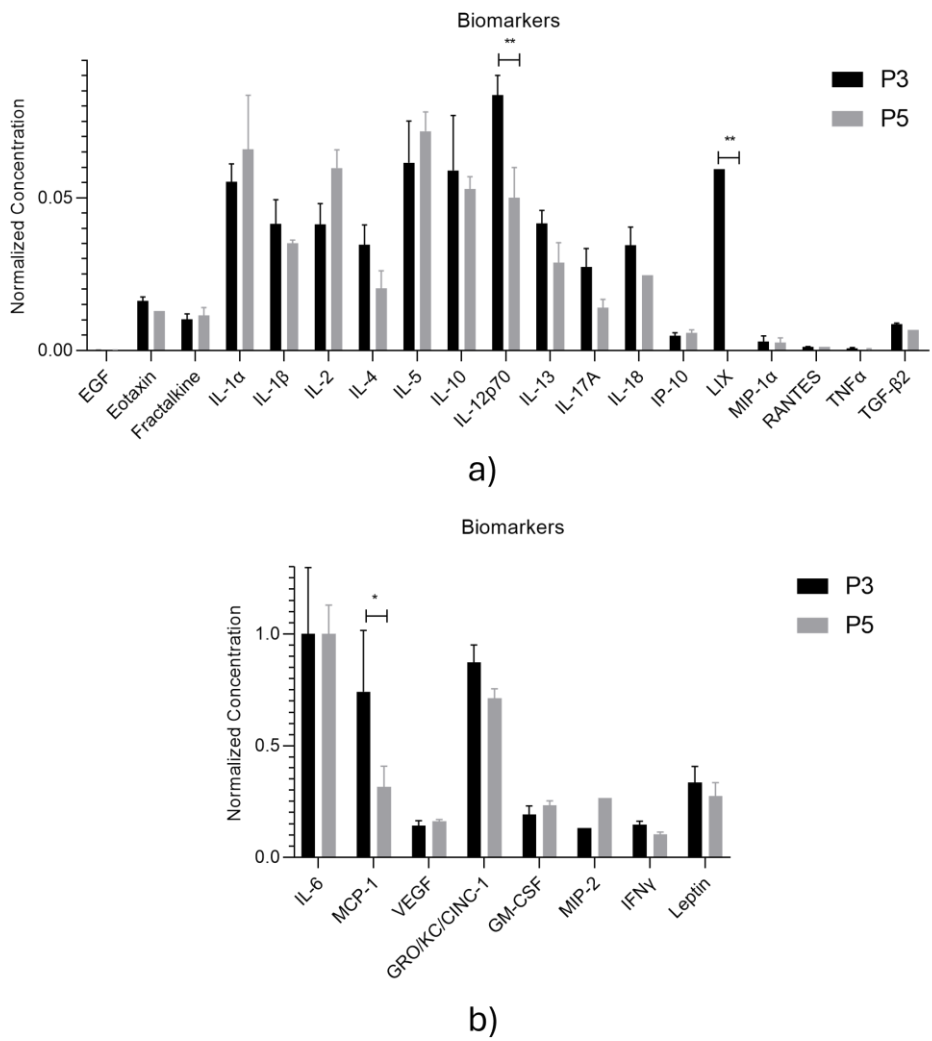 Biomarkers
**
P3
P5
**
Normalized Concentration
0.05
0.00
EGF
Eotaxin
Fractalkine
IL-1α
IL-1β
IL-2
IL-4
IL-5
IL-10
IL-12p70
IL-13
IL-17A
IL-18
IP-10
LIX
MIP-1α
RANTES
TNFα
TGF-β2
a)
Biomarkers
P3
P5
*
Normalized Concentration
1.0
0.5
0.0
IL-6
MCP-1
VEGF
GRO/KC/CINC-1
GM-CSF
MIP-2
IFNγ
Leptin
b)